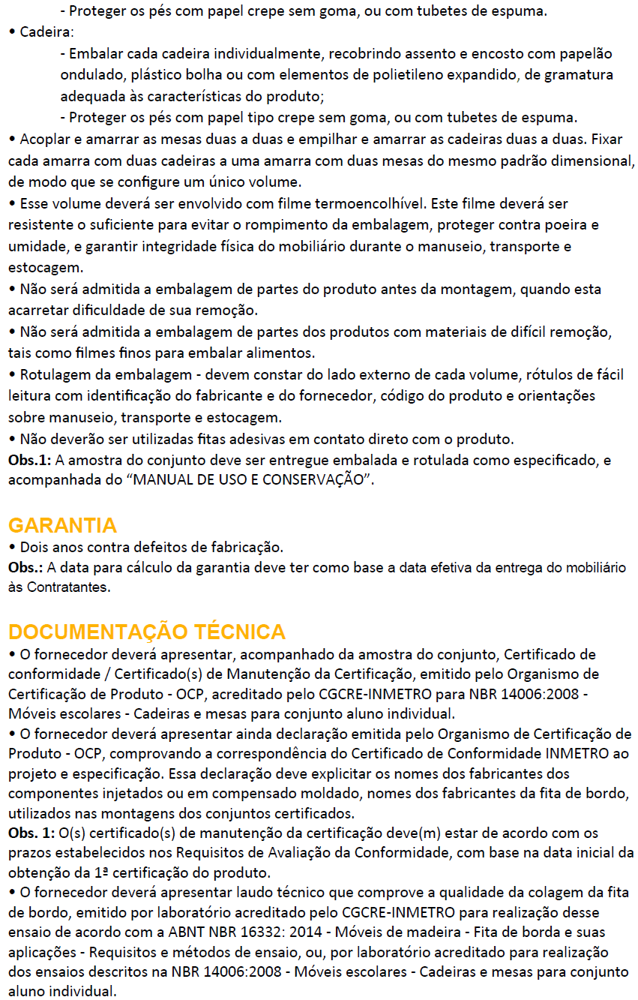 - Proteger os pés com papel crepe sem goma, ou com tubetes de espuma.
• Cadeira:
- Embalar cada cadeira individualmente, recobrindo assento e encosto com papelão
ondulado, plástico bolha ou com elementos de polietileno expandido, de gramatura
adequada às características do produto;
- Proteger os pés com papel tipo crepe sem goma, ou com tubetes de espuma.
• Acoplar e amarrar as mesas duas a duas e empilhar e amarrar as cadeiras duas a duas. Fixar
cada amarra com duas cadeiras a uma amarra com duas mesas do mesmo padrão dimensional,
de modo que se configure um único volume.
• Esse volume deverá ser envolvido com filme termoencolhível. Este filme deverá ser
resistente o suficiente para evitar o rompimento da embalagem, proteger contra poeira e
umidade, e garantir integridade física do mobiliário durante o manuseio, transporte e
estocagem.
• Não será admitida a embalagem de partes do produto antes da montagem, quando esta
acarretar dificuldade de sua remoção.
• Não será admitida a embalagem de partes dos produtos com materiais de difícil remoção,
tais como filmes finos para embalar alimentos.
• Rotulagem da embalagem - devem constar do lado externo de cada volume, rótulos de fácil
leitura com identificação do fabricante e do fornecedor, código do produto e orientações
sobre manuseio, transporte e estocagem.
• Não deverão ser utilizadas fitas adesivas em contato direto com o produto.
Obs.1: A amostra do conjunto deve ser entregue embalada e rotulada como especificado, e
acompanhada do “MANUAL DE USO E CONSERVAÇÃO”.
GARANTIA
• Dois anos contra defeitos de fabricação.
Obs.: A data para cálculo da garantia deve ter como base a data efetiva da entrega do mobiliário
às Contratantes.
DOCUMENTAÇÃO TÉCNICA
• O fornecedor deverá apresentar, acompanhado da amostra do conjunto, Certificado de
conformidade / Certificado(s) de Manutenção da Certificação, emitido pelo Organismo de
Certificação de Produto - OCP, acreditado pelo CGCRE-INMETRO para NBR 14006:2008 -
Móveis escolares - Cadeiras e mesas para conjunto aluno individual.
• O fornecedor deverá apresentar ainda declaração emitida pelo Organismo de Certificação de
Produto - OCP, comprovando a correspondência do Certificado de Conformidade INMETRO ao
projeto e especificação. Essa declaração deve explicitar os nomes dos fabricantes dos
componentes injetados ou em compensado moldado, nomes dos fabricantes da fita de bordo,
utilizados nas montagens dos conjuntos certificados.
Obs. 1: O(s) certificado(s) de manutenção da certificação deve(m) estar de acordo com os
prazos estabelecidos nos Requisitos de Avaliação da Conformidade, com base na data inicial da
obtenção da 1ª certificação do produto.
• O fornecedor deverá apresentar laudo técnico que comprove a qualidade da colagem da fita
de bordo, emitido por laboratório acreditado pelo CGCRE-INMETRO para realização desse
ensaio de acordo com a ABNT NBR 16332: 2014 - Móveis de madeira - Fita de borda e suas
aplicações - Requisitos e métodos de ensaio, ou, por laboratório acreditado para realização
dos ensaios descritos na NBR 14006:2008 - Móveis escolares - Cadeiras e mesas para conjunto
aluno individual.